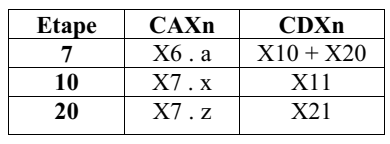 Etape CAXn CDXn
7 X6 . a X10 + X20
10 X7 . x X11
20 X7 . z X21